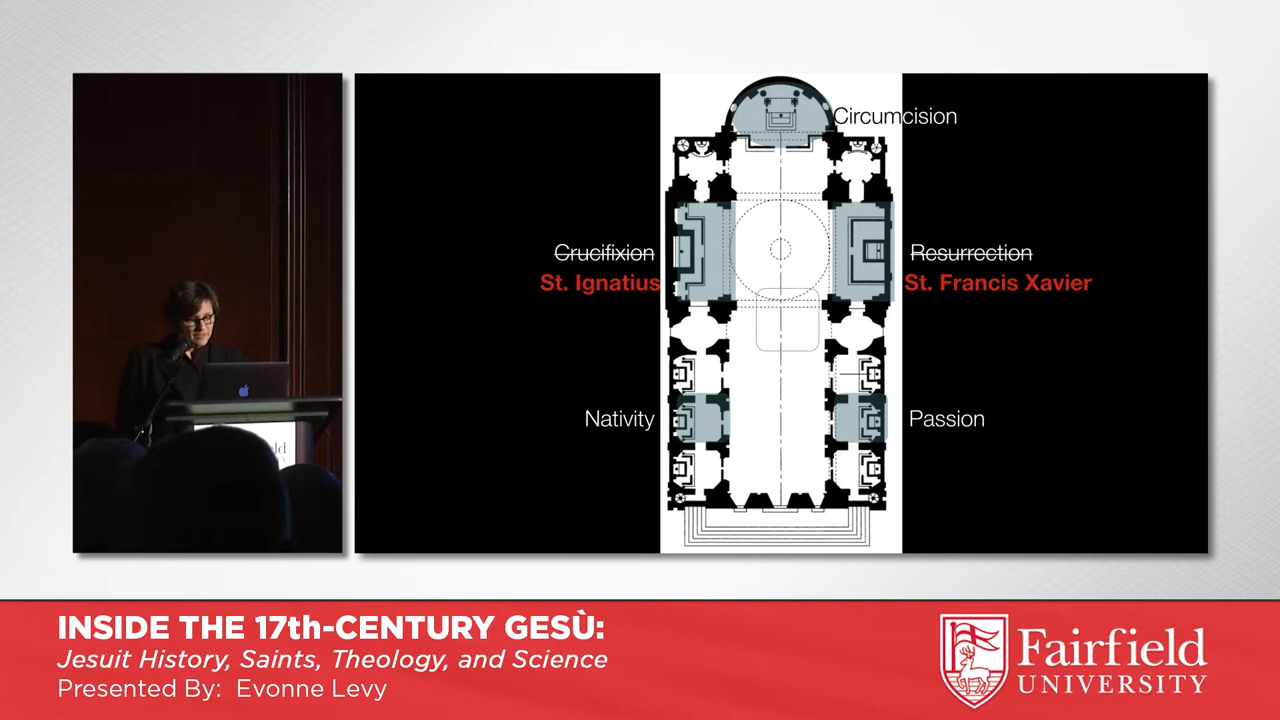 Circumcision
Crucifixion
Resurrection
St. Ignatius
St. Francis Xavier
Nativity
Passion
INSIDE THE 17th-CENTURY GESÙ:
Jesuit History, Saints, Theology, and Science
Presented By: Evonne Levy
Fairfield
UNIVERSITY